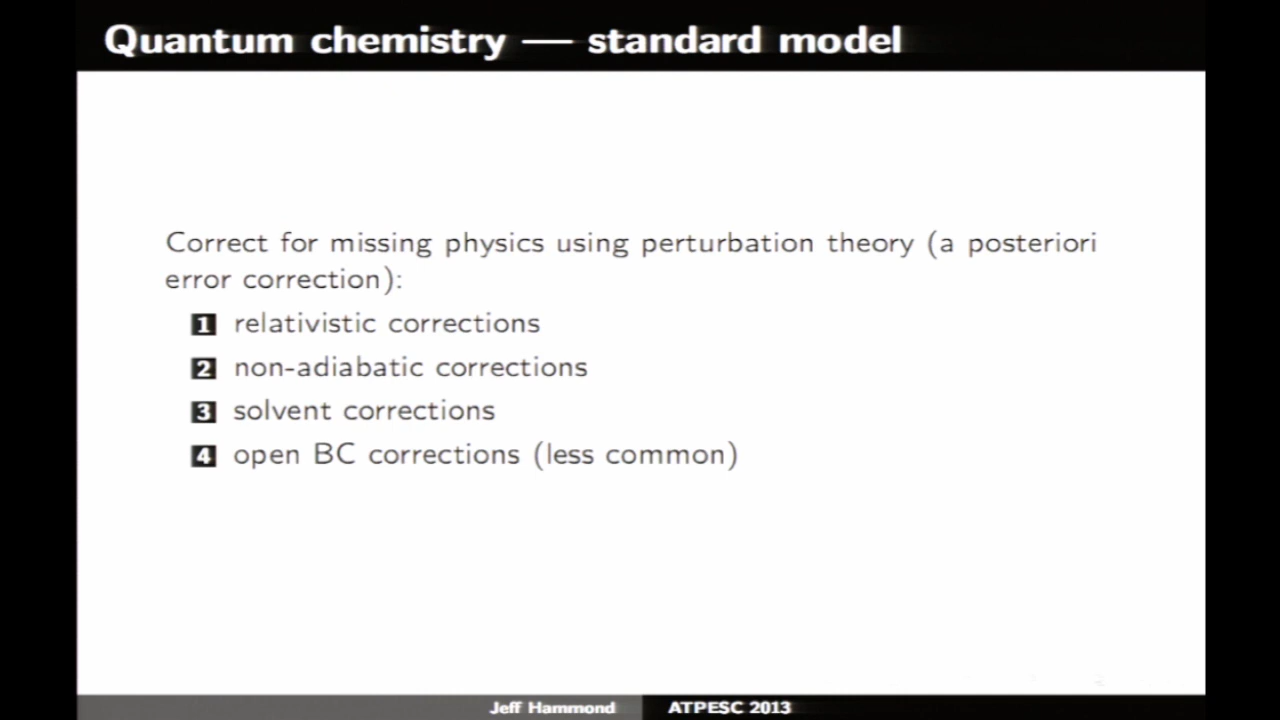 Quantum chemistry — standard model
Correct for missing physics using perturbation theory (a posteriori
error correction):
1 relativistic corrections
2 non-adiabatic corrections
3 solvent corrections
4 open BC corrections (less common)
Jeff Hammond ATPESC 2013